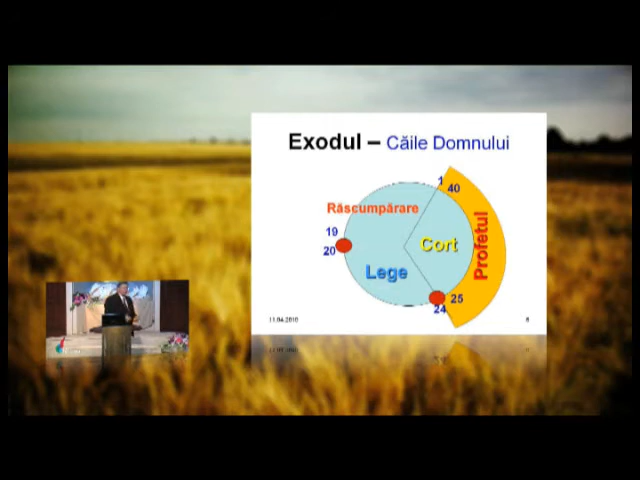 Exodul – Căile Domnului
1
40
Răscumpărare
Profetul
19
20
Cort
Lege
25
24
11.04.2010
8